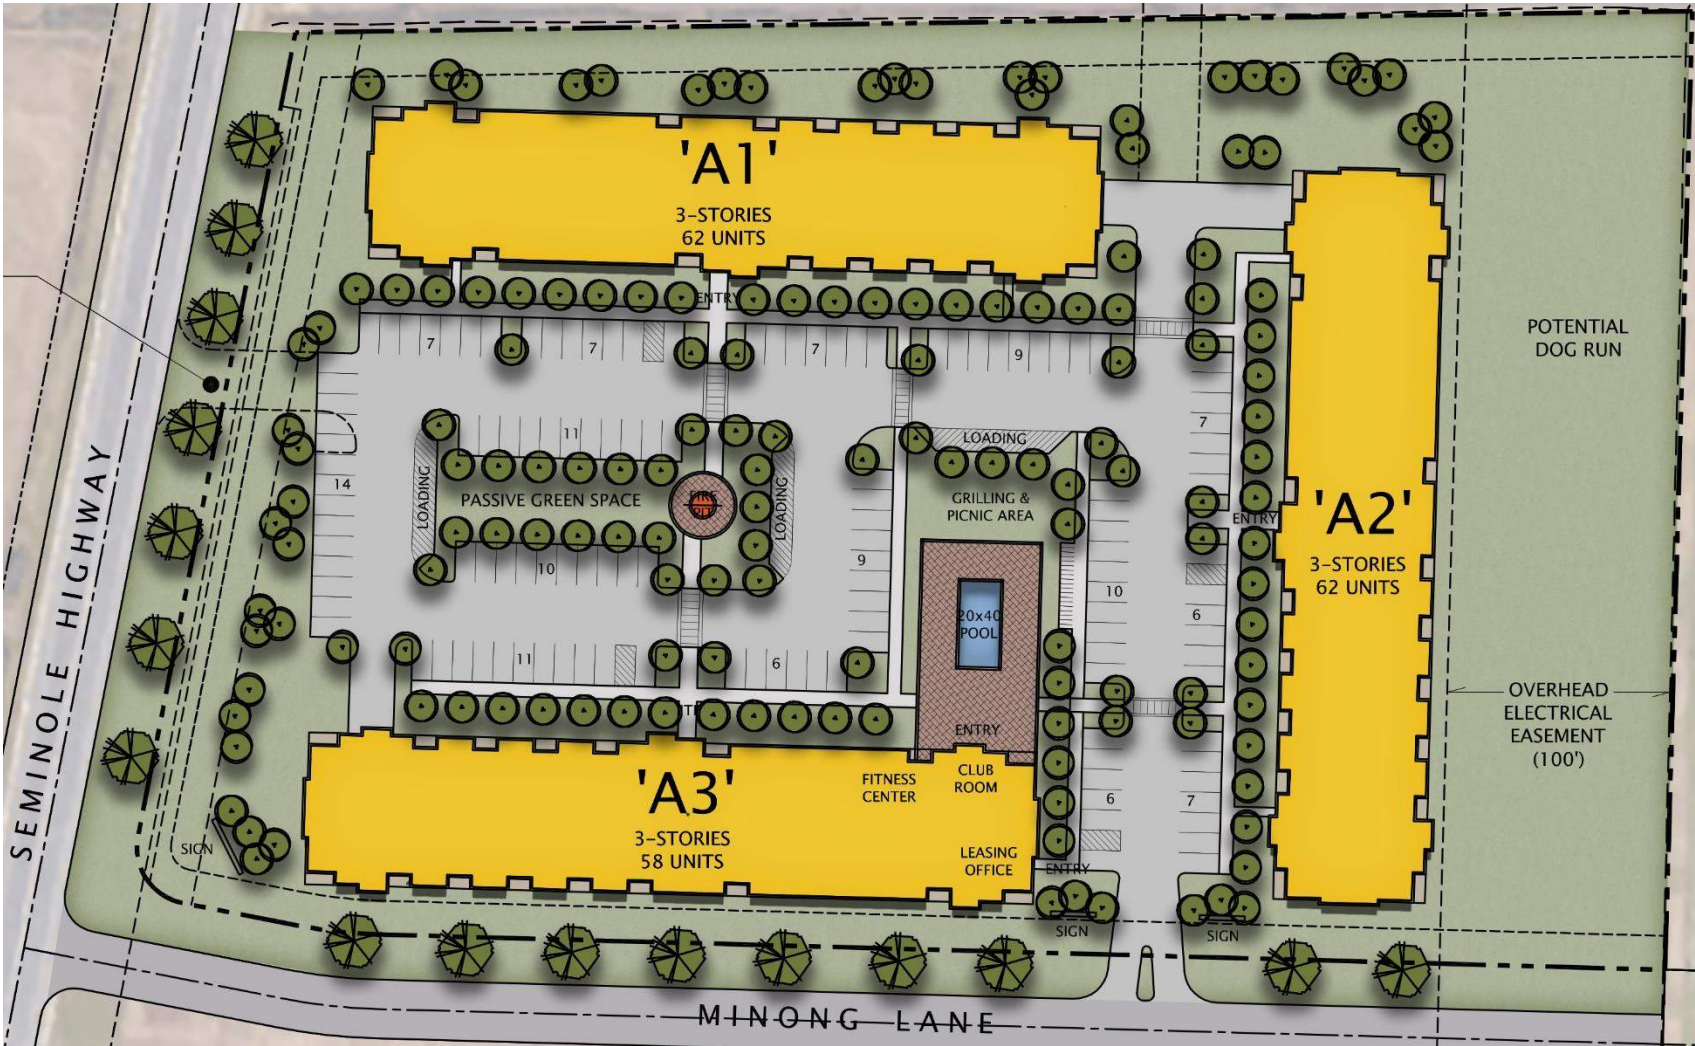 'A1'
3-STORIES
62 UNITS
ENTRY
7
7
7
9
POTENTIAL
DOG RUN
7
11
LOADING
14
LOADING
PASSIVE GREEN SPACE
FIRE
PIT
LOADING
GRILLING &
PICNIC AREA
ENTRY
'A2'
3-STORIES
62 UNITS
10
9
10
6
20x40
POOL
11
6
SEMINOLE HIGHWAY
OVERHEAD
ELECTRICAL
EASEMENT
(100')
ENTRY
'A3'
3-STORIES
58 UNITS
FITNESS
CENTER
CLUB
ROOM
6
7
LEASING
OFFICE
ENTRY
SIGN
SIGN
SIGN
MINONG LANE